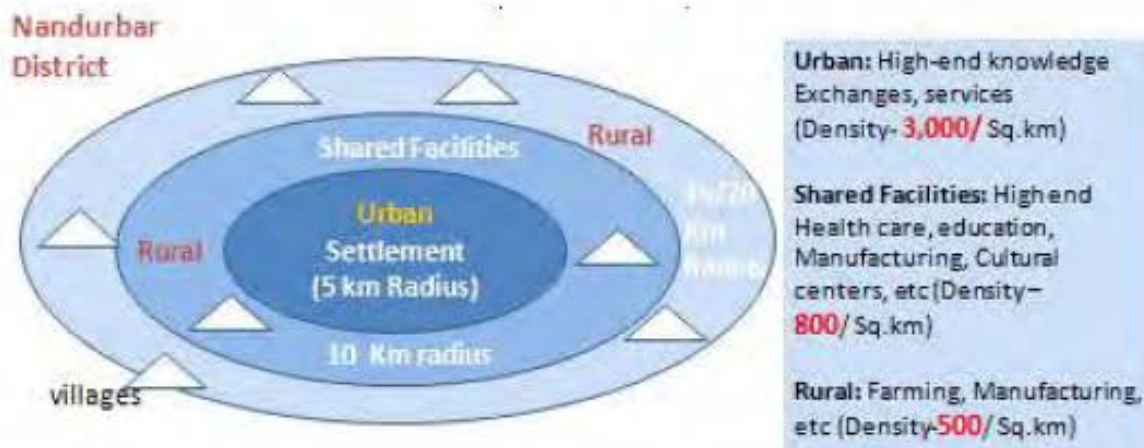 Nandurbar
District
Shared Facilities
Rural
Urban
Settlement
(5 km Radius)
Rural
Km
10 Km radius
villages
Urban: High-end knowledge
Exchanges, services
(Density- 3,000/ Sq.km)
Shared Facilities: High end
Health care, education,
Manufacturing, Cultural
centers, etc (Density–
800/ Sq.km)
Rural: Farming, Manufacturing,
etc (Density-500/ Sq.km)